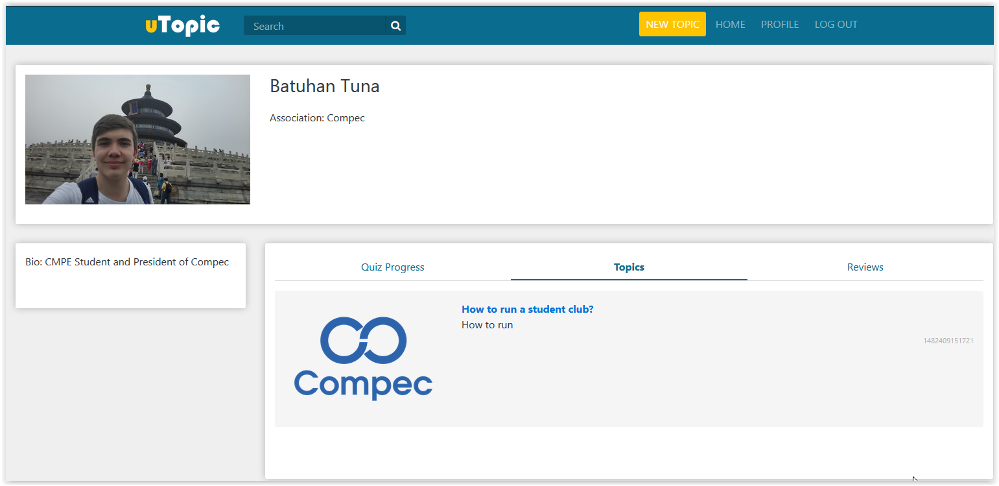 uTopic
Search
NEW TOPIC
HOME
PROFILE
LOG OUT
Batuhan Tuna
Association: Compec
Bio: CMPE Student and President of Compec
Quiz Progress
Topics
Reviews
How to run a student club?
How to run
1482409151721
Compec